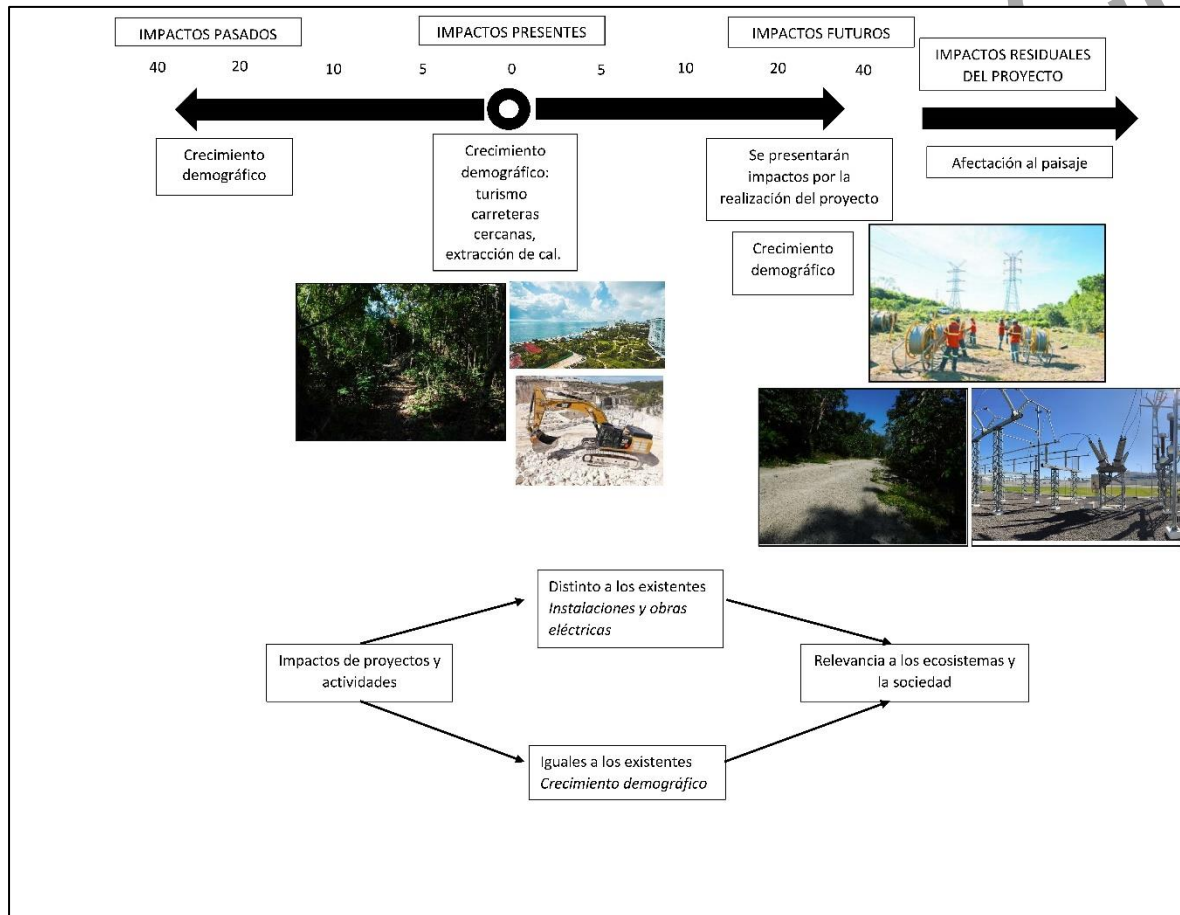 IMPACTOS PASADOS
IMPACTOS PRESENTES
IMPACTOS FUTUROS
IMPACTOS RESIDUALES
DEL PROYECTO
40 20 10 5 0 5 10 20 40
Crecimiento
demográfico
Crecimiento
demográfico:
turismo
carreteras
cercanas,
extracción de cal.
Se presentarán
impactos por la
realización del proyecto
Afectación al paisaje
Crecimiento
demográfico
Distinto a los existentes
Instalaciones y obras
eléctricas
Impactos de proyectos y
actividades
Relevancia a los ecosistemas y
la sociedad
Iguales a los existentes
Crecimiento demográfico